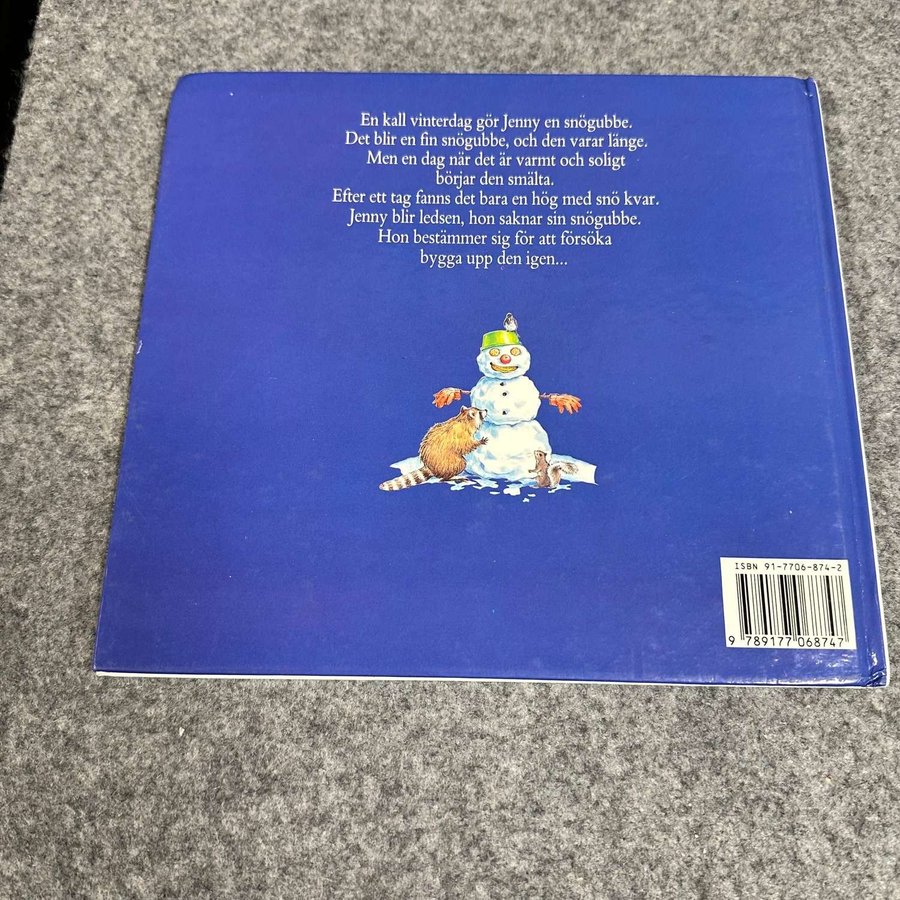 En kall vinterdag gör Jenny en snögubbe.
Det blir en fin snögubbe, och den varar länge.
Men en dag när det är varmt och soligt
börjar den smälta.
Efter ett tag fanns det bara en hög med snö kvar.
Jenny blir ledsen, hon saknar sin snögubbe.
Hon bestämmer sig för att försöka
bygga upp den igen...
ISBN 91-7706-874-2
9 789177 068747